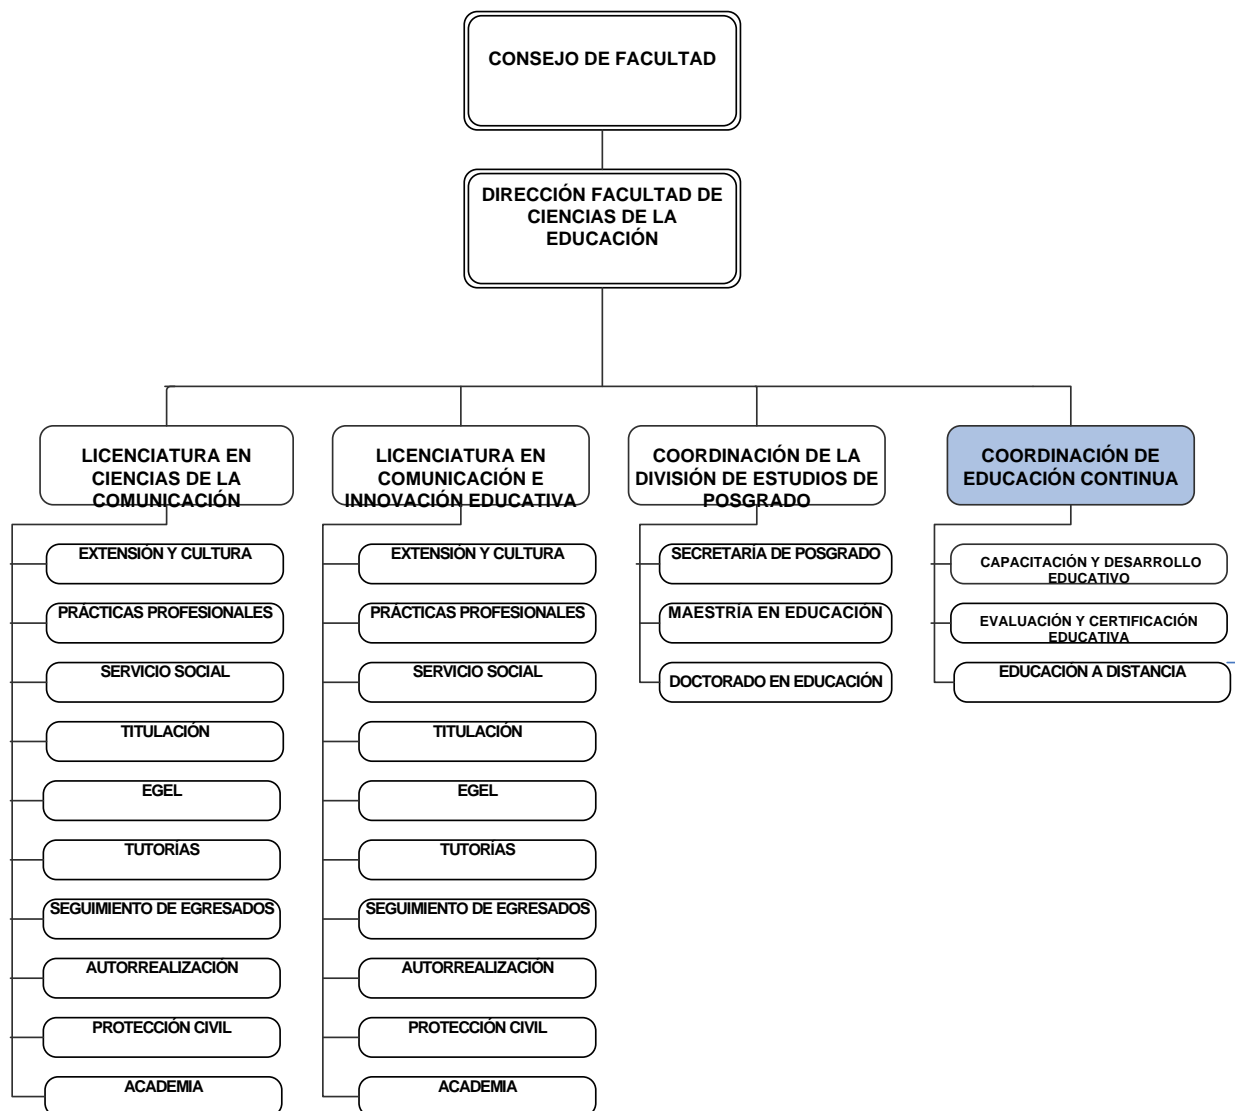 CONSEJO DE FACULTAD
DIRECCIÓN FACULTAD DE
CIENCIAS DE LA
EDUCACIÓN
LICENCIATURA EN
CIENCIAS DE LA
COMUNICACIÓN
EXTENSIÓN Y CULTURA
PRÁCTICAS PROFESIONALES
SERVICIO SOCIAL
TITULACIÓN
EGEL
TUTORÍAS
SEGUIMIENTO DE EGRESADOS
AUTORREALIZACIÓN
PROTECCIÓN CIVIL
ACADEMIA
LICENCIATURA EN
COMUNICACIÓN E
INNOVACIÓN EDUCATIVA
EXTENSIÓN Y CULTURA
PRÁCTICAS PROFESIONALES
SERVICIO SOCIAL
TITULACIÓN
EGEL
TUTORÍAS
SEGUIMIENTO DE EGRESADOS
AUTORREALIZACIÓN
PROTECCIÓN CIVIL
ACADEMIA
COORDINACIÓN DE LA
DIVISIÓN DE ESTUDIOS DE
POSGRADO
SECRETARÍA DE POSGRADO
MAESTRÍA EN EDUCACIÓN
DOCTORADO EN EDUCACIÓN
COORDINACIÓN DE
EDUCACIÓN CONTINUA
CAPACITACIÓN Y DESARROLLO
EDUCATIVO
EVALUACIÓN Y CERTIFICACIÓN
EDUCATIVA
EDUCACIÓN A DISTANCIA